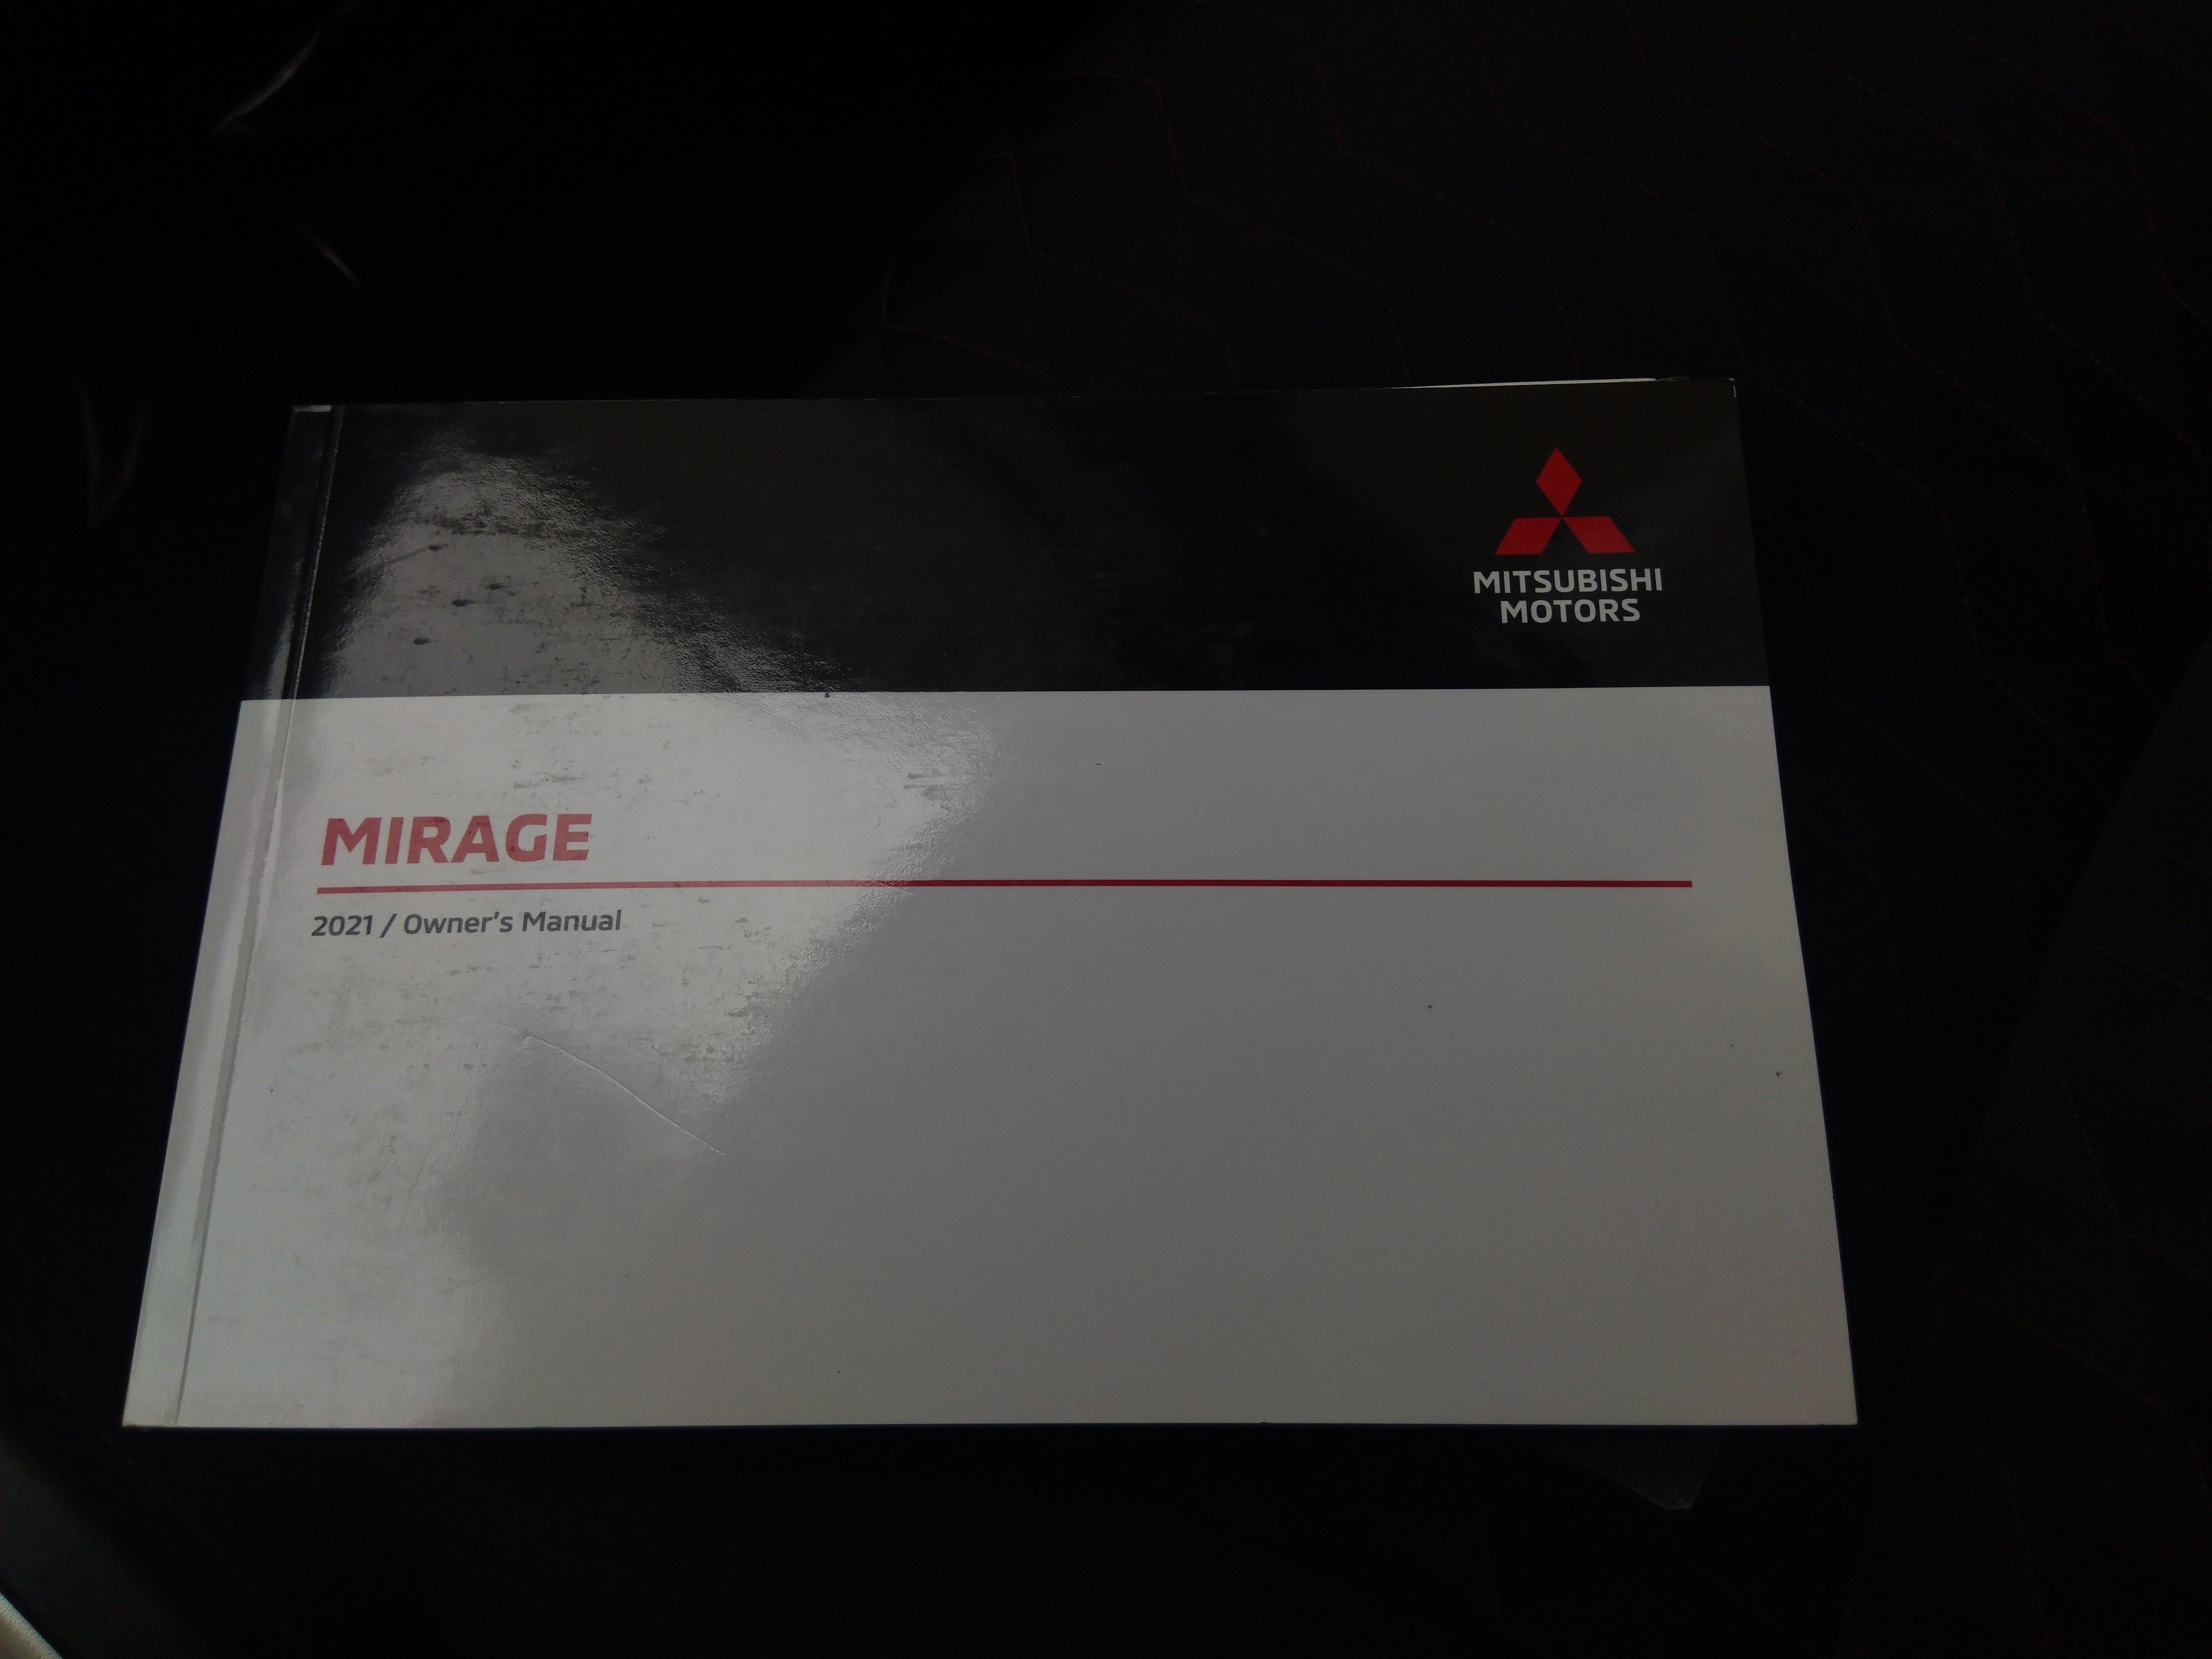 MITSUBISHI
MOTORS
MIRAGE
2021 / Owner's Manual